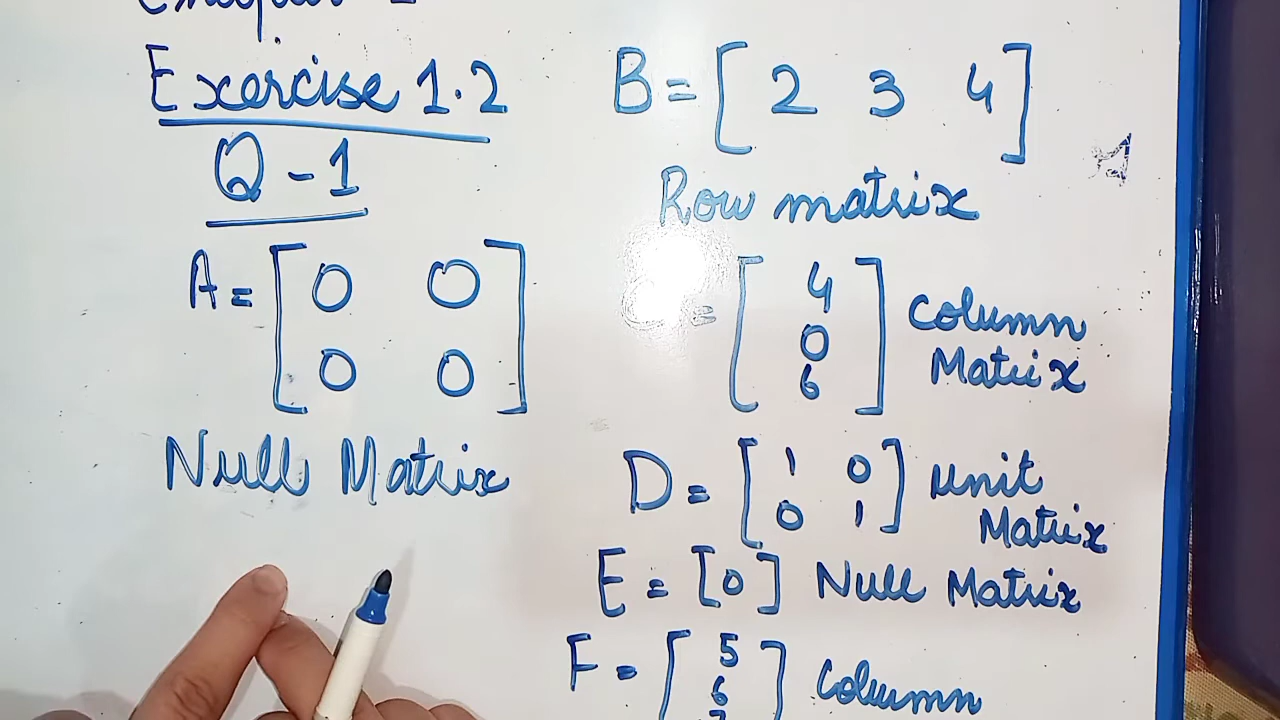 Exercise 1.2
Q-1
A = [ 0 0
0 0 ]
Null Matrix
B = [ 2 3 4 ]
Row matrix
C = [ 4
0
6 ] column
Matrix
D = [ 1 0
0 1 ] unit
Matrix
E = [0] Null Matrix
F = [ 5
6 ] column